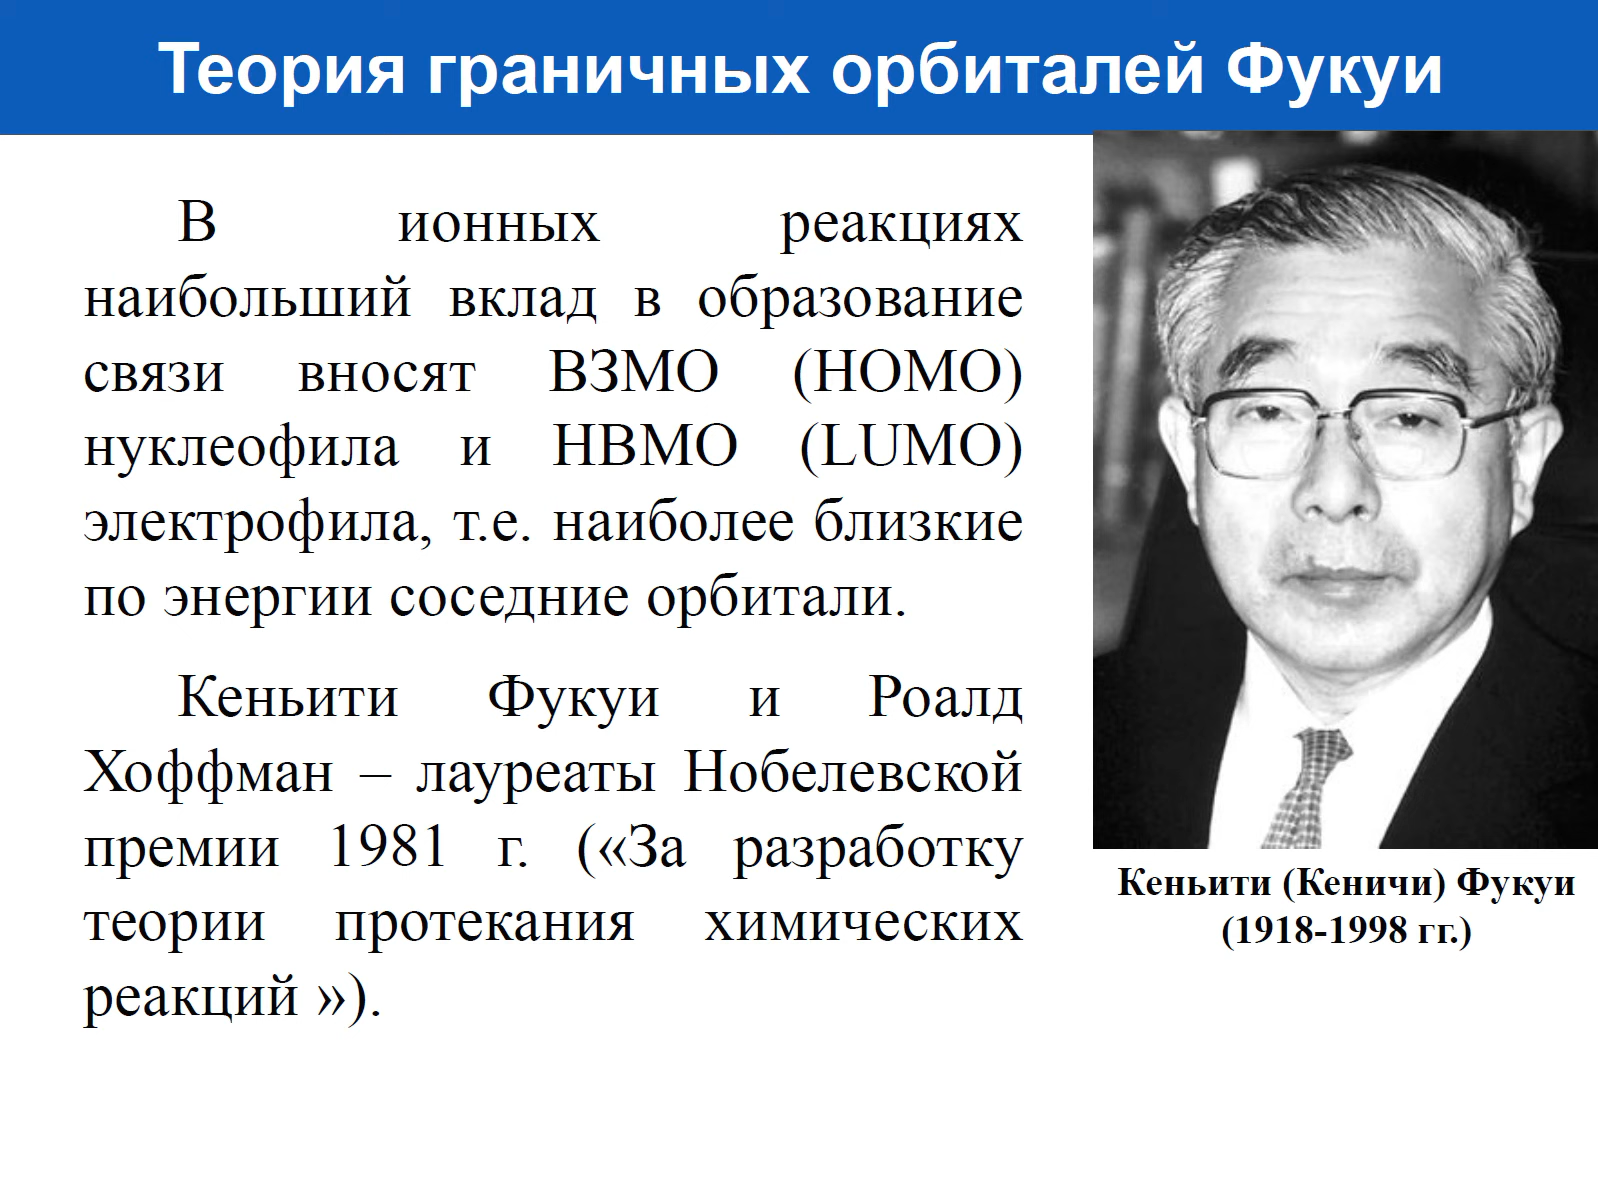 Теория граничных орбиталей Фукуи
В ионных реакциях
наибольший вклад в образование
связи вносят ВЗМО (HOMO)
нуклеофила и НВМО (LUMO)
электрофила, т.е. наиболее близкие
по энергии соседние орбитали.
Кеньити Фукуи и Роалд
Хоффман – лауреаты Нобелевской
премии 1981 г. («За разработку
теории протекания химических
реакций »).
Кеньити (Кеничи) Фукуи
(1918-1998 гг.)